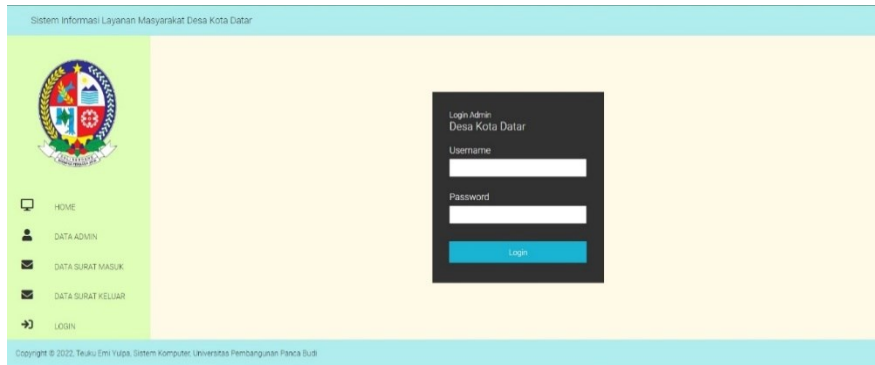 Sistem Informasi Layanan Masyarakat Desa Kota Datar
HOME
DATA ADMIN
DATA SURAT MASUK
DATA SURAT KELUAR
LOGIN
Login Admin
Desa Kota Datar
Username
Password
Login
Copyright © 2022, Teuku Emi Yulpa, Sistem Komputer, Universitas Pembangunan Panca Budi